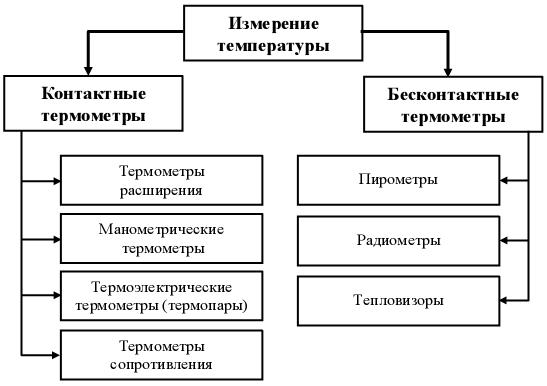 Измерение
температуры
Контактные
термометры
Бесконтактные
термометры
Термометры
расширения
Манометрические
термометры
Термоэлектрические
термометры (термопары)
Термометры
сопротивления
Пирометры
Радиометры
Тепловизоры